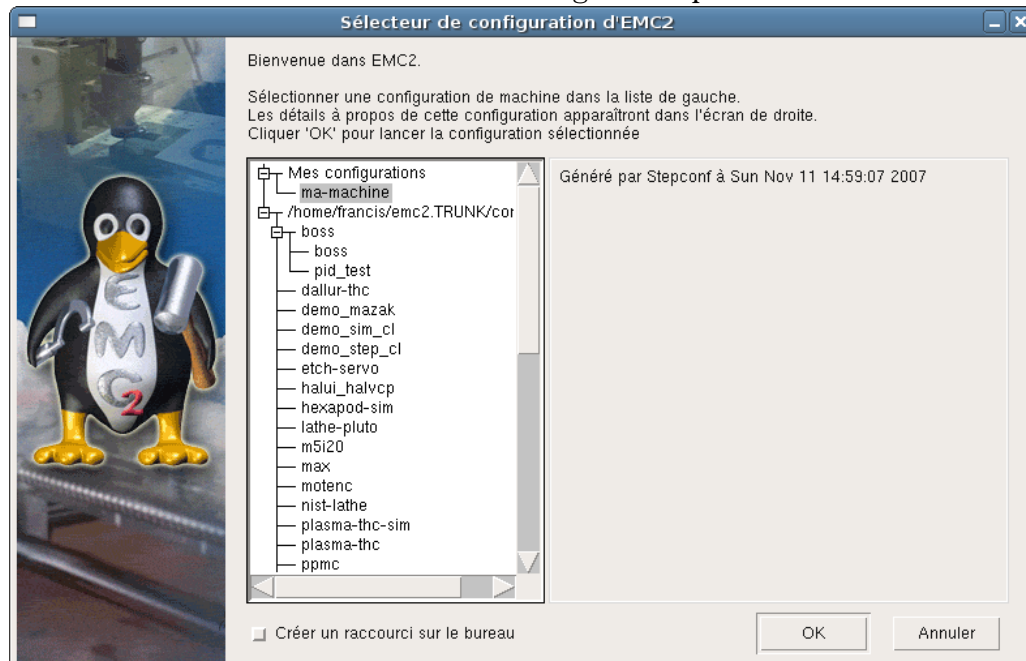 Sélecteur de configuration d'EMC2
Bienvenue dans EMC2.
Sélectionner une configuration de machine dans la liste de gauche.
Les détails à propos de cette configuration apparaîtront dans l'écran de droite.
Cliquer 'OK' pour lancer la configuration sélectionnée
Mes configurations
ma-machine
/home/francis/emc2.TRUNK/cor
boss
boss
pid_test
dallur-thc
demo_mazak
demo_sim_cl
demo_step_cl
etch-servo
halui_halvcp
hexapod-sim
lathe-pluto
m5i20
max
motenc
nist-lathe
plasma-thc-sim
plasma-thc
ppmc
Généré par Stepconf à Sun Nov 11 14:59:07 2007
EMC2
Créer un raccourci sur le bureau
OK
Annuler